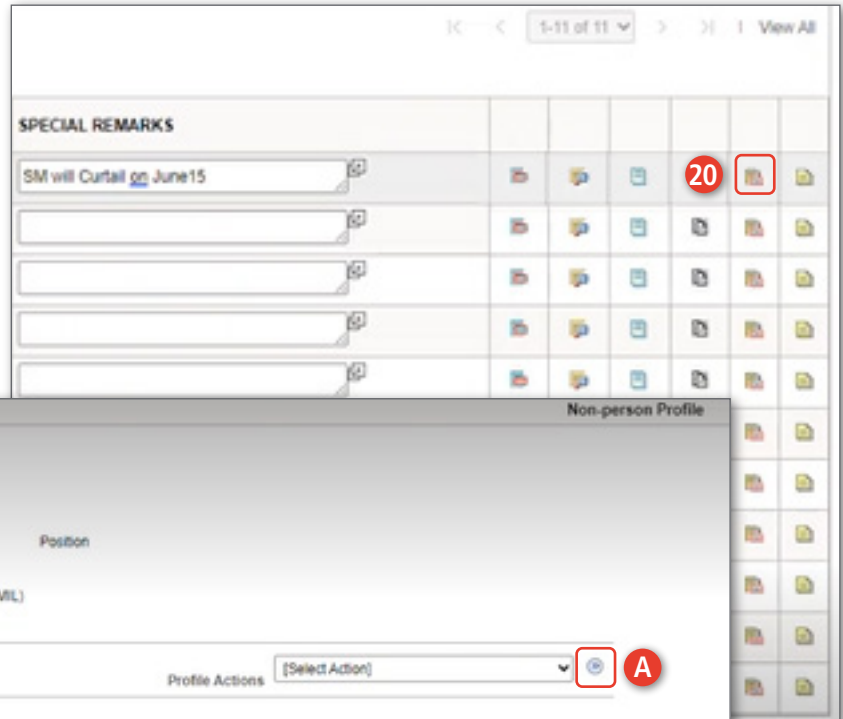 1-11 of 11
View All
SPECIAL REMARKS
SM will Curtail on June15
20
Non-person Profile
Position
MIL)
Profile Actions
[Select Action]
A